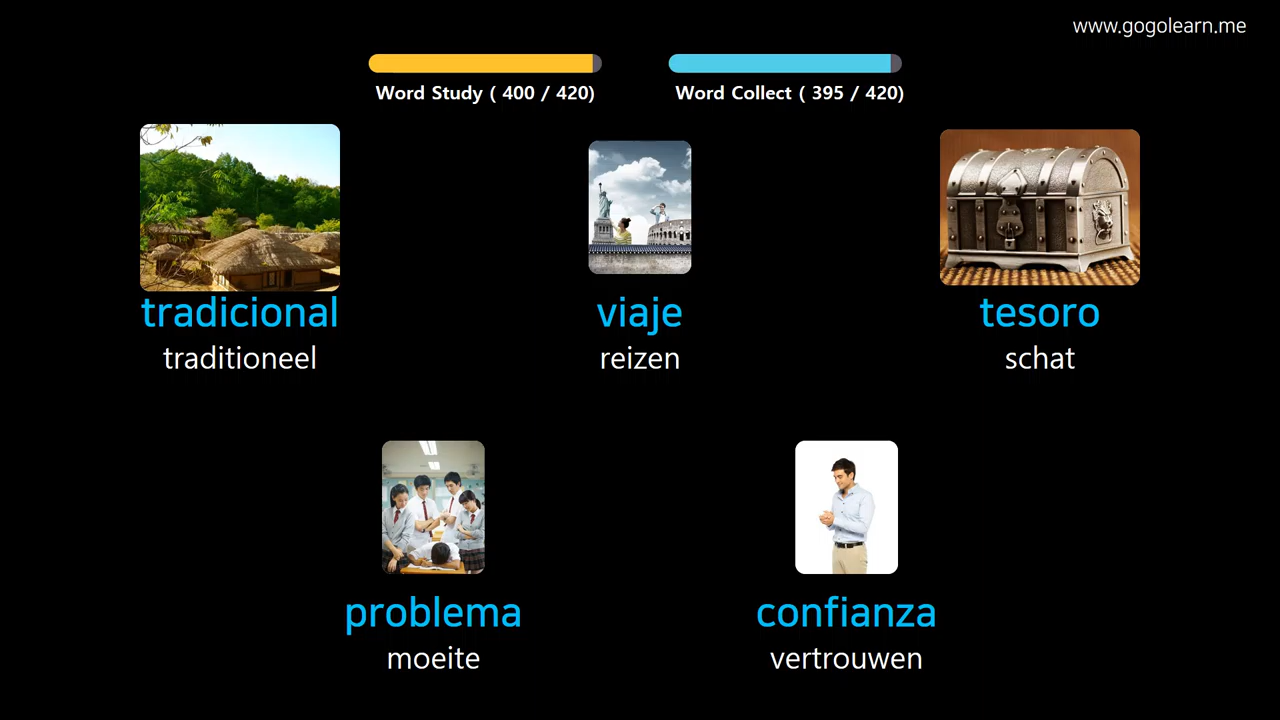 www.gogolearn.me
Word Study ( 400 / 420)
Word Collect ( 395 / 420)
tradicional
traditioneel
viaje
reizen
tesoro
schat
problema
moeite
confianza
vertrouwen